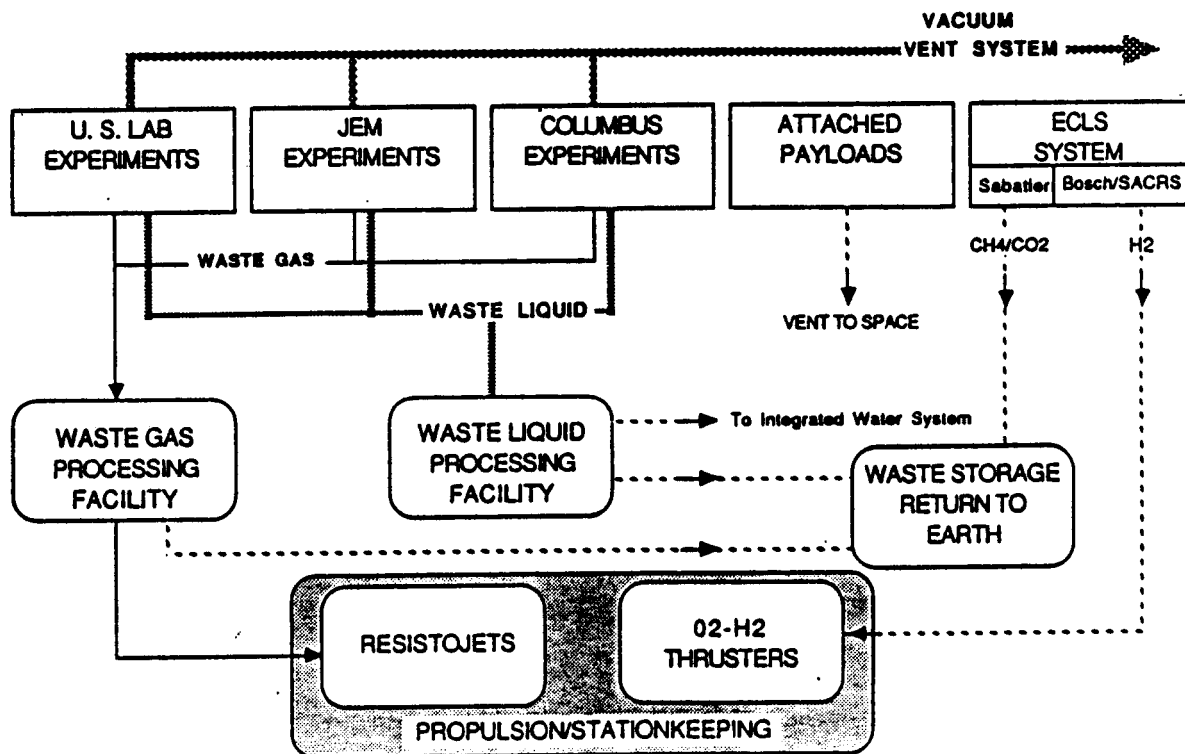 VACUUM
VENT SYSTEM
U. S. LAB
EXPERIMENTS
JEM
EXPERIMENTS
COLUMBUS
EXPERIMENTS
ATTACHED
PAYLOADS
ECLS
SYSTEM
Sabatier
Bosch/SACRS
WASTE GAS
CH4/CO2
H2
WASTE LIQUID
VENT TO SPACE
WASTE GAS
PROCESSING
FACILITY
WASTE LIQUID
PROCESSING
FACILITY
To Integrated Water System
WASTE STORAGE
RETURN TO
EARTH
RESISTOJETS
02-H2
THRUSTERS
PROPULSION/STATIONKEEPING